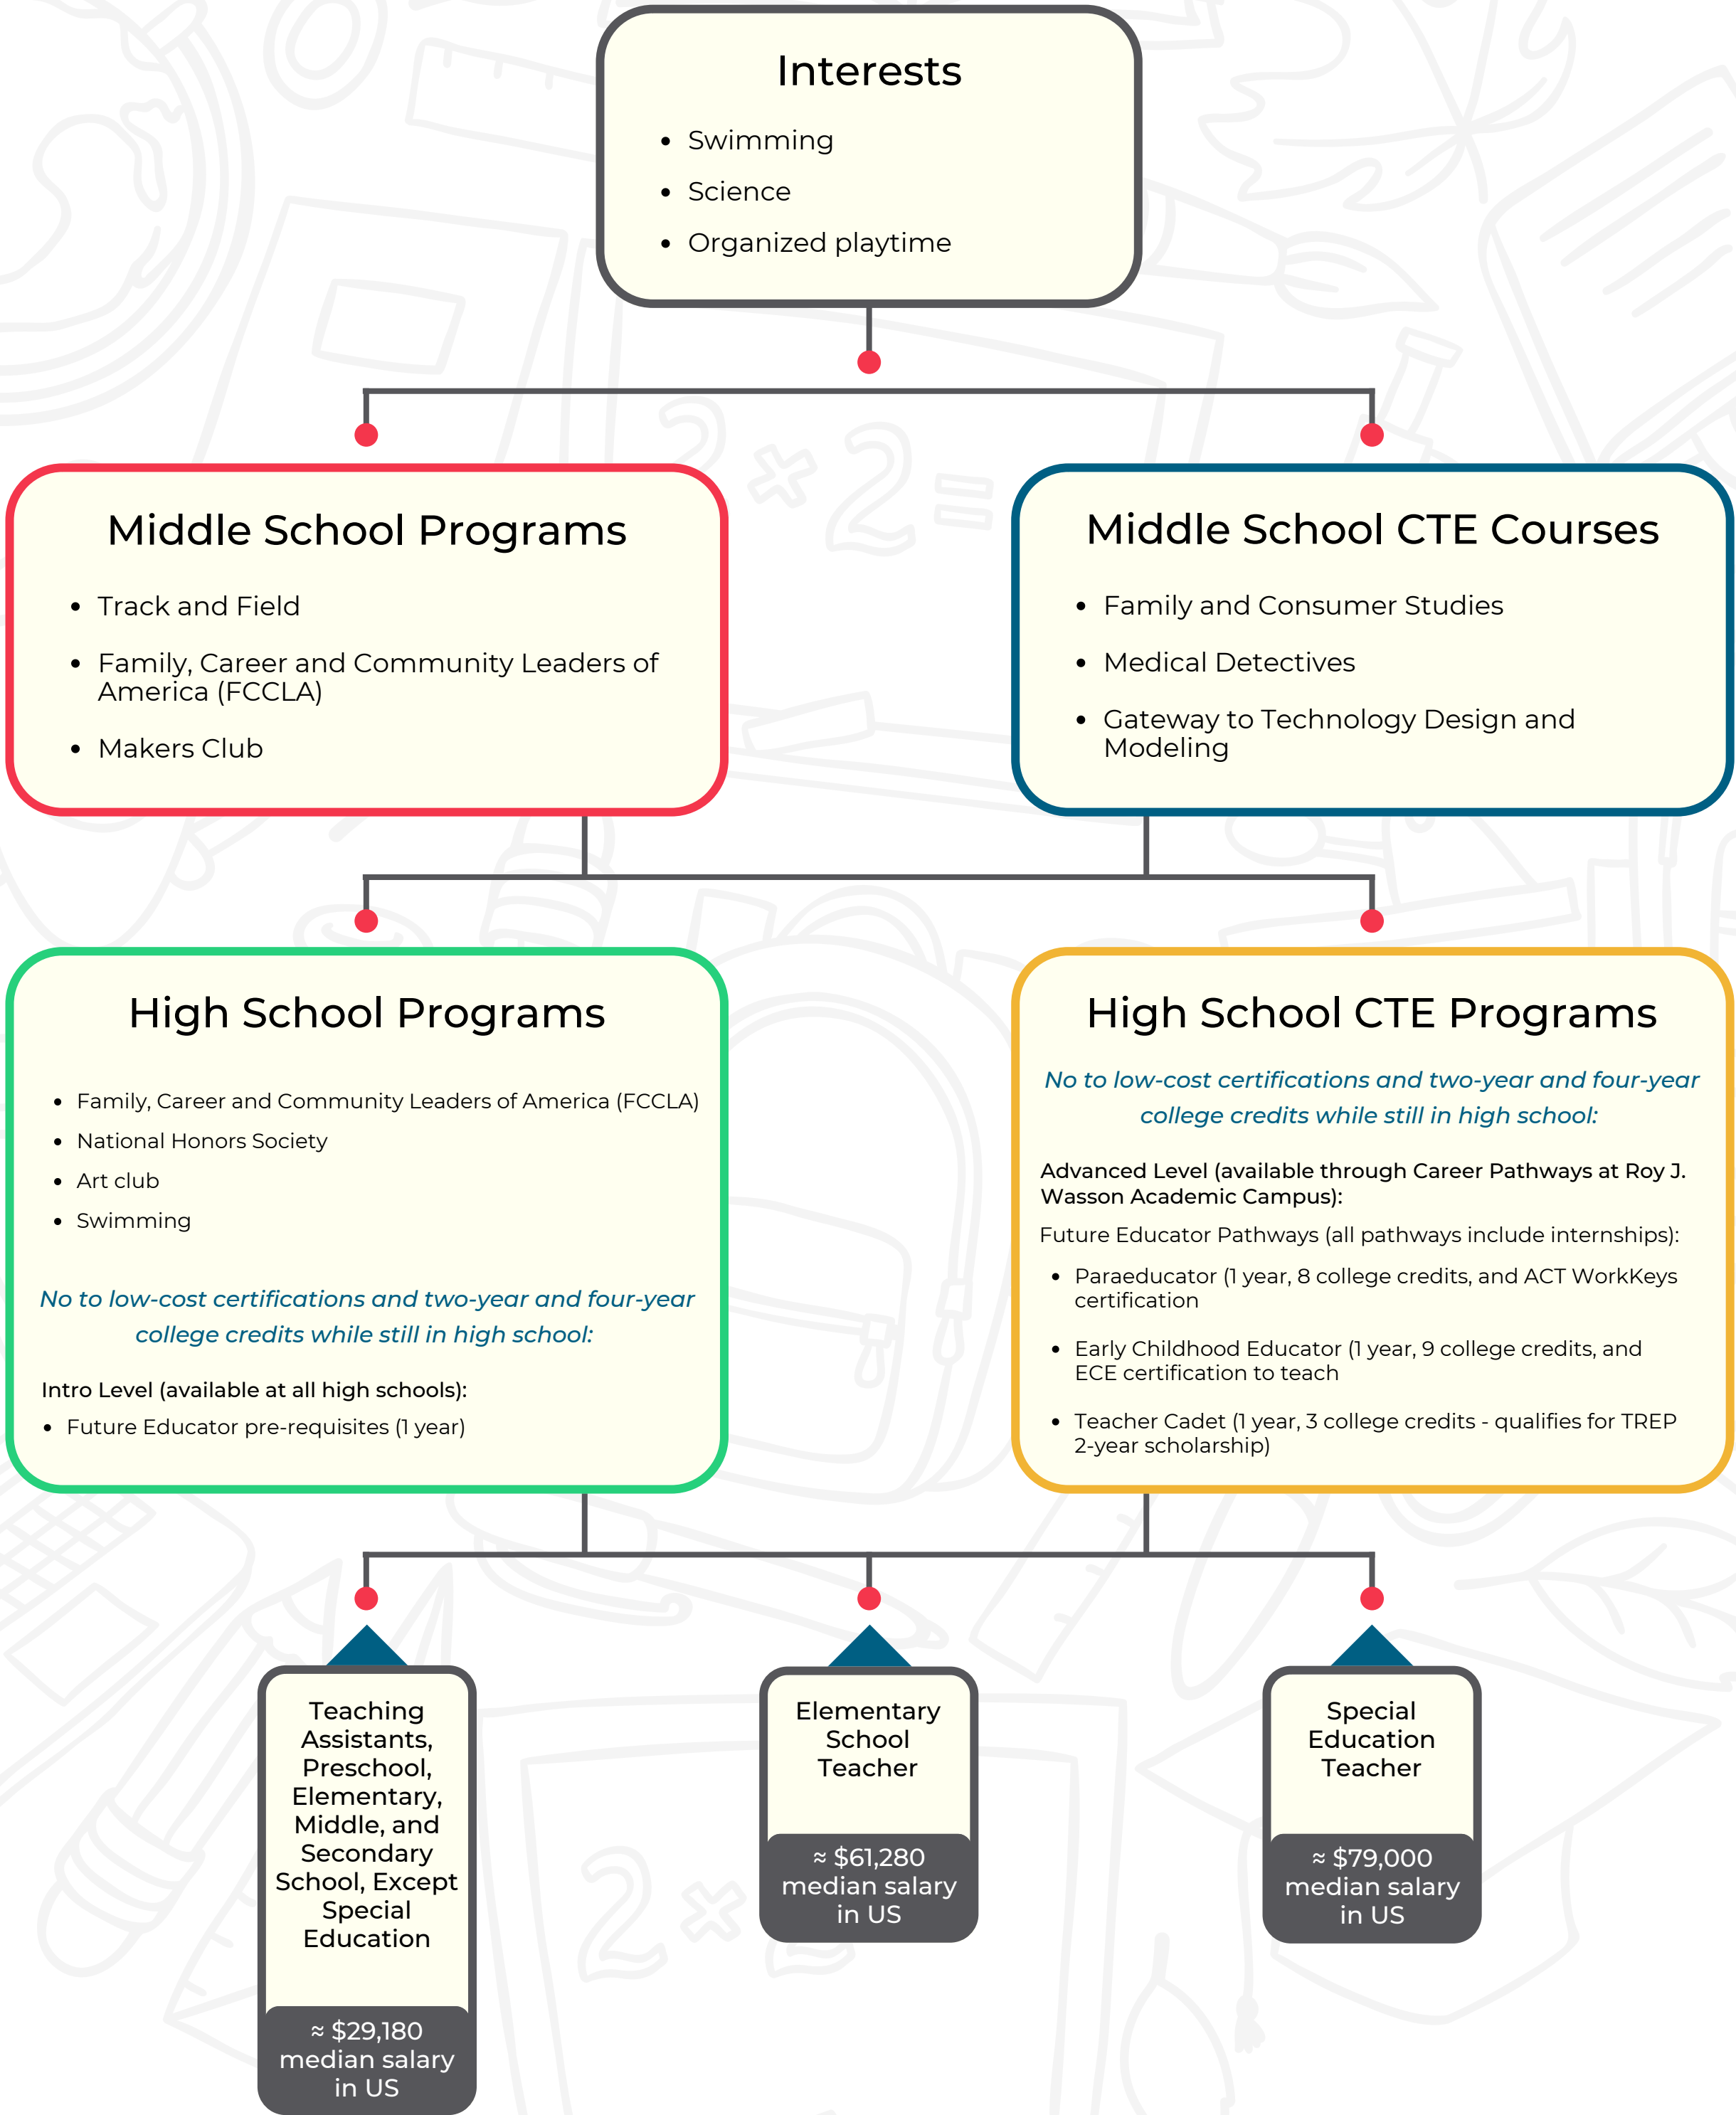 Interests
• Swimming
• Science
• Organized playtime
Middle School Programs
• Track and Field
• Family, Career and Community Leaders of
America (FCCLA)
• Makers Club
Middle School CTE Courses
• Family and Consumer Studies
• Medical Detectives
• Gateway to Technology Design and
Modeling
2 × 2 =
High School Programs
• Family, Career and Community Leaders of America (FCCLA)
• National Honors Society
• Art club
• Swimming
No to low-cost certifications and two-year and four-year
college credits while still in high school:
Intro Level (available at all high schools):
• Future Educator pre-requisites (1 year)
High School CTE Programs
No to low-cost certifications and two-year and four-year
college credits while still in high school:
Advanced Level (available through Career Pathways at Roy J.
Wasson Academic Campus):
Future Educator Pathways (all pathways include internships):
• Paraeducator (1 year, 8 college credits, and ACT WorkKeys
certification
• Early Childhood Educator (1 year, 9 college credits, and
ECE certification to teach
• Teacher Cadet (1 year, 3 college credits - qualifies for TREP
2-year scholarship)
Teaching
Assistants,
Preschool,
Elementary,
Middle, and
Secondary
School, Except
Special
Education
≈ $29,180
median salary
in US
Elementary
School
Teacher
≈ $61,280
median salary
in US
Special
Education
Teacher
≈ $79,000
median salary
in US
2 × 2